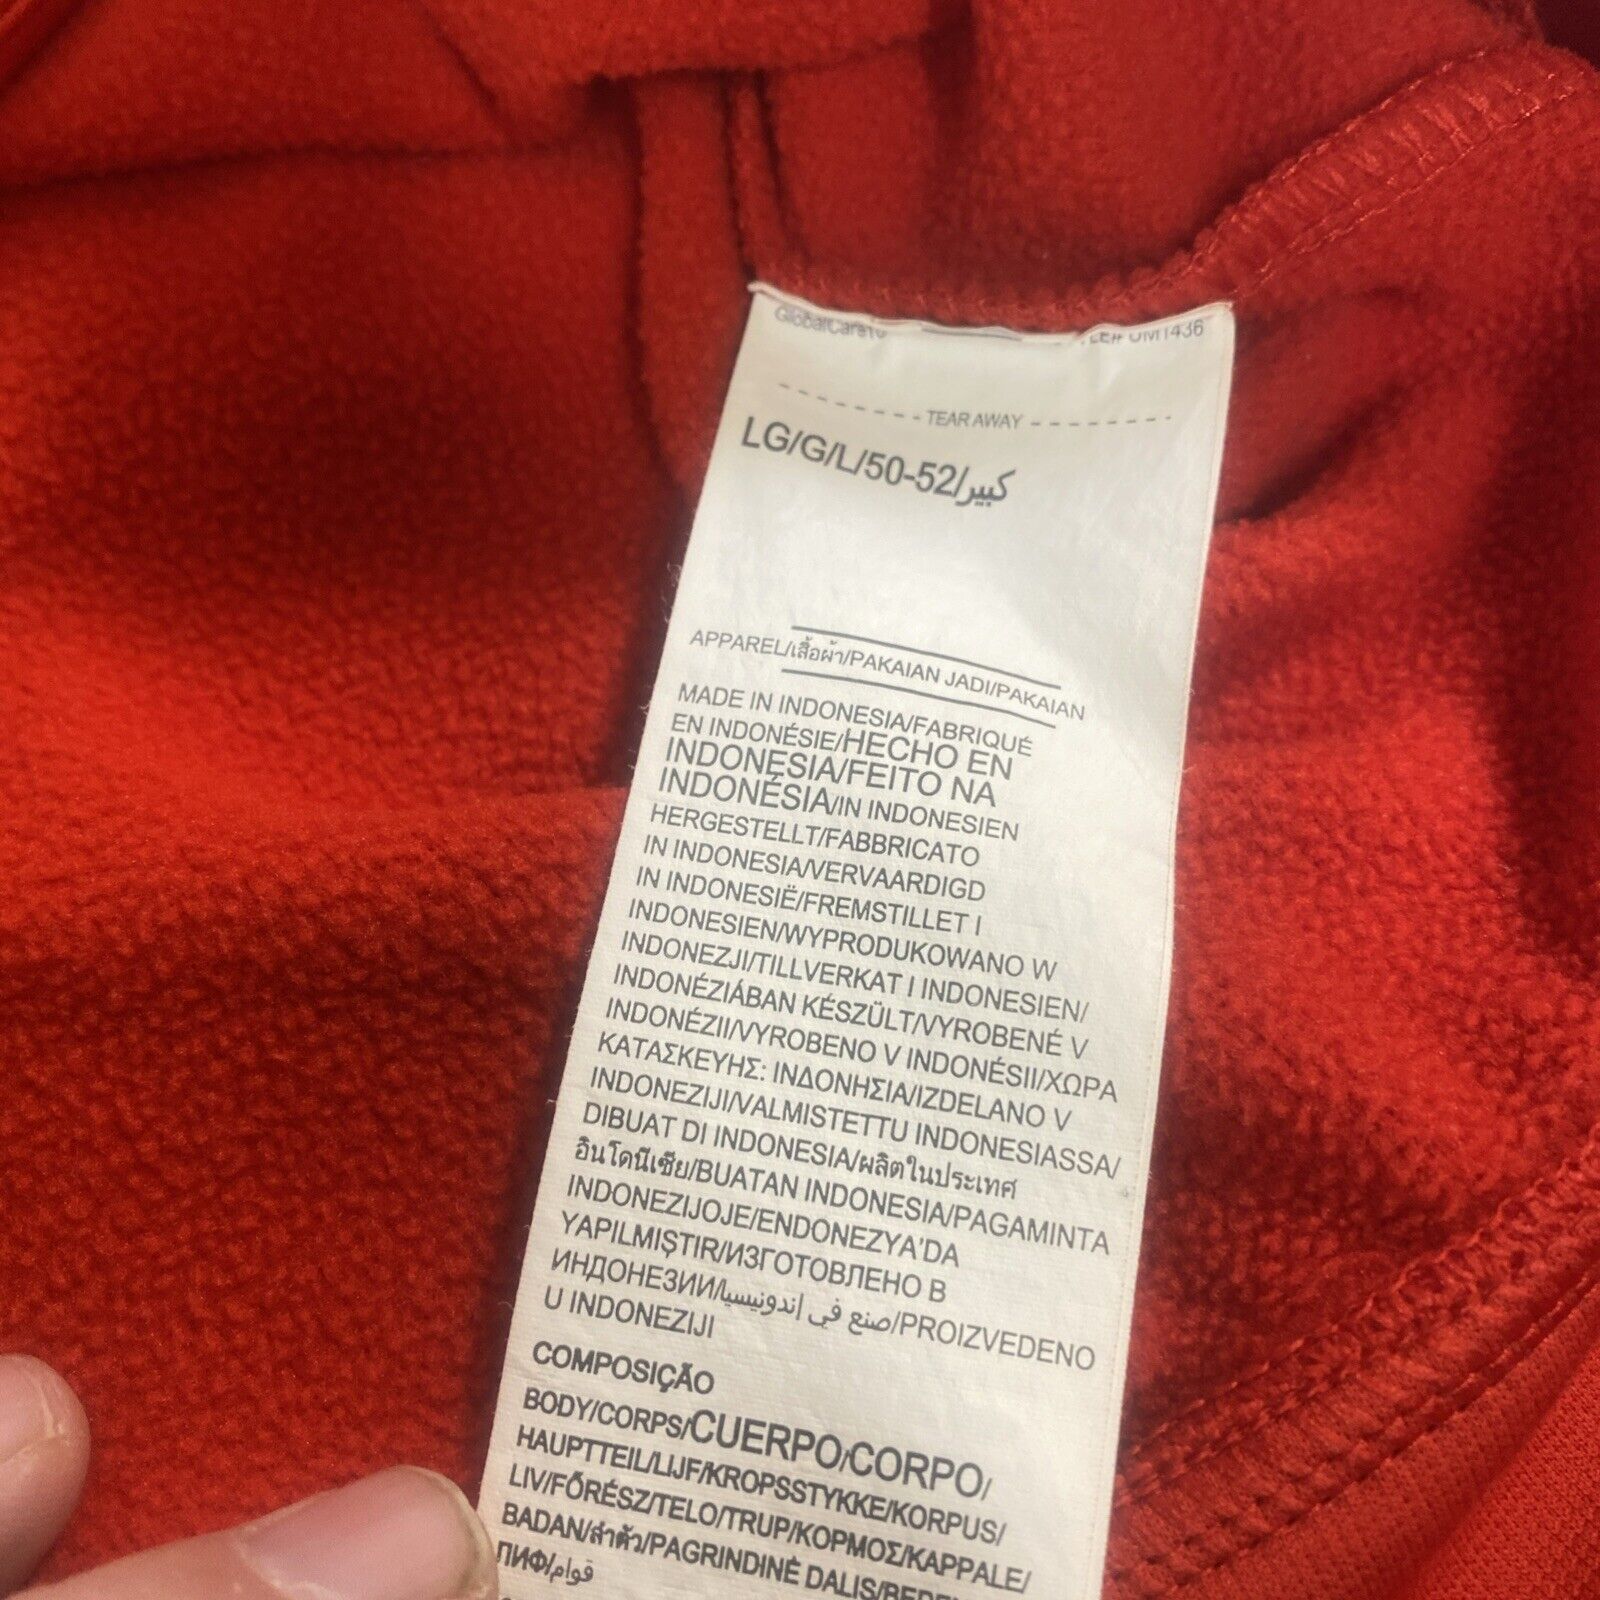 GlobalCare10
UM1436
TEAR AWAY
LG/G/L/50-52/كبير
APPAREL/เสื้อผ้า/PAKAIAN JADI/PAKAIAN
MADE IN INDONESIA/FABRIQUÉ
EN INDONÉSIE/HECHO EN
INDONESIA/FEITO NA
INDONÉSIA/IN INDONESIEN
HERGESTELLT/FABBRICATO
IN INDONESIA/VERVAARDIGD
IN INDONESIË/FREMSTILLET I
INDONESIEN/WYPRODUKOWANO W
INDONEZJI/TILLVERKAT I INDONESIEN/
INDONÉZIÁBAN KÉSZÜLT/VYROBENÉ V
INDONÉZII/VYROBENO V INDONÉSII/ΧΩΡΑ
ΚΑΤΑΣΚΕΥΗΣ: ΙΝΔΟΝΗΣΙΑ/IZDELANO V
INDONEZIJI/VALMISTETTU INDONESIASSA/
DIBUAT DI INDONESIA/ผลิตในประเทศ
อินโดนีเซีย/BUATAN INDONESIA/PAGAMINTA
INDONEZIJOJE/ENDONEZYA'DA
YAPILMIŞTIR/ИЗГОТОВЛЕНО В
ИНДОНЕЗИИ/صنع في إندونيسيا/PROIZVEDENO
U INDONEZIJI
COMPOSIÇÃO
BODY/CORPS/CUERPO/CORPO/
HAUPTTEIL/LIJF/KROPSSTYKKE/KORPUS/
LIV/FŐRÉSZ/TELO/TRUP/ΚΟΡΜΟΣ/KAPPALE/
BADAN/ลำตัว/PAGRINDINĖ DALIS/
ЛИФ/قوام